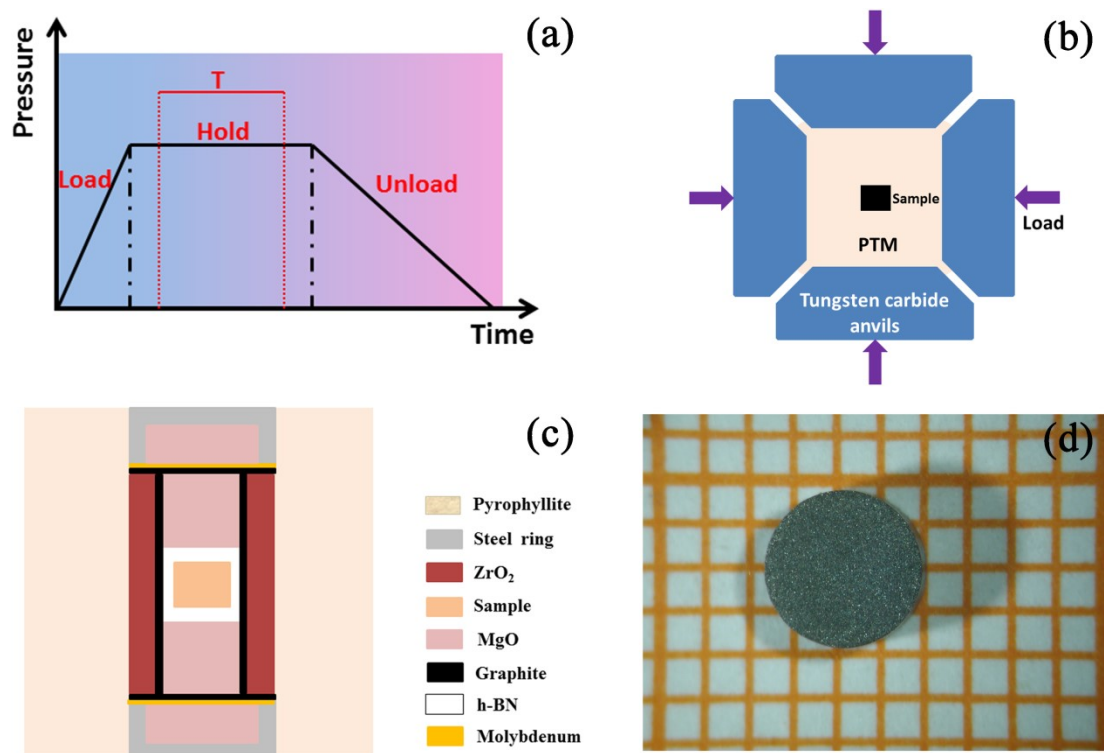 (a)
Pressure
T
Hold
Load
Unload
Time
(b)
Sample
PTM
Load
Tungsten carbide
anvils
(c)
Pyrophyllite
Steel ring
ZrO₂
Sample
MgO
Graphite
h-BN
Molybdenum
(d)